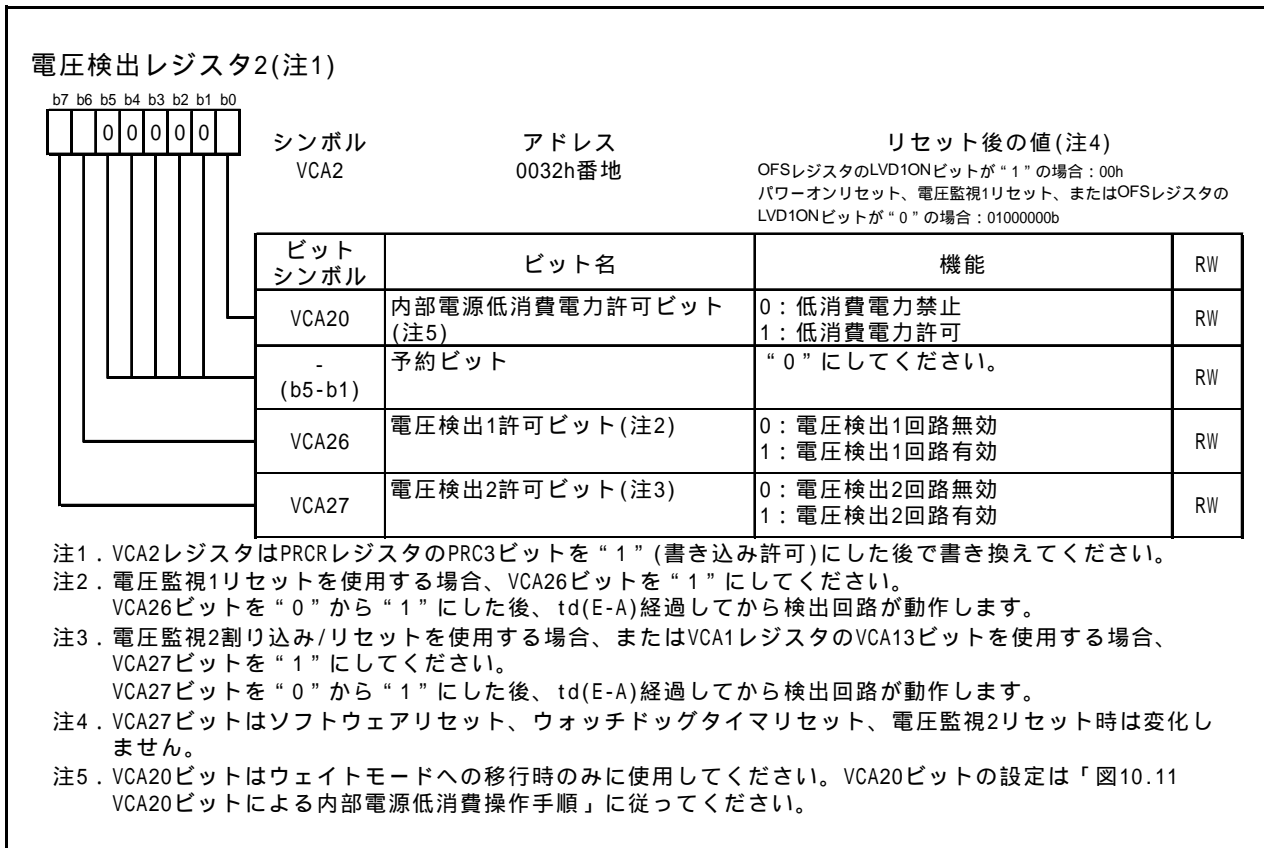 電圧検出レジスタ2(注1)
b7 b6 b5 b4 b3 b2 b1 b0
0 0 0 0 0
シンボル
VCA2
アドレス
0032h番地
リセット後の値(注4)
OFSレジスタのLVD1ONビットが“1”の場合：00h
パワーオンリセット、電圧監視1リセット、またはOFSレジスタの
LVD1ONビットが“0”の場合：01000000b
ビット
シンボル
ビット名
機能
RW
VCA20
内部電源低消費電力許可ビット
(注5)
0：低消費電力禁止
1：低消費電力許可
RW
-
(b5-b1)
予約ビット
“0”にしてください。
RW
VCA26
電圧検出1許可ビット(注2)
0：電圧検出1回路無効
1：電圧検出1回路有効
RW
VCA27
電圧検出2許可ビット(注3)
0：電圧検出2回路無効
1：電圧検出2回路有効
RW
注1．VCA2レジスタはPRCRレジスタのPRC3ビットを“1”(書き込み許可)にした後で書き換えてください。
注2．電圧監視1リセットを使用する場合、VCA26ビットを“1”にしてください。
VCA26ビットを“0”から“1”にした後、td(E-A)経過してから検出回路が動作します。
注3．電圧監視2割り込み/リセットを使用する場合、またはVCA1レジスタのVCA13ビットを使用する場合、
VCA27ビットを“1”にしてください。
VCA27ビットを“0”から“1”にした後、td(E-A)経過してから検出回路が動作します。
注4．VCA27ビットはソフトウェアリセット、ウォッチドッグタイマリセット、電圧監視2リセット時は変化し
ません。
注5．VCA20ビットはウェイトモードへの移行時のみに使用してください。VCA20ビットの設定は「図10.11
VCA20ビットによる内部電源低消費操作手順」に従ってください。